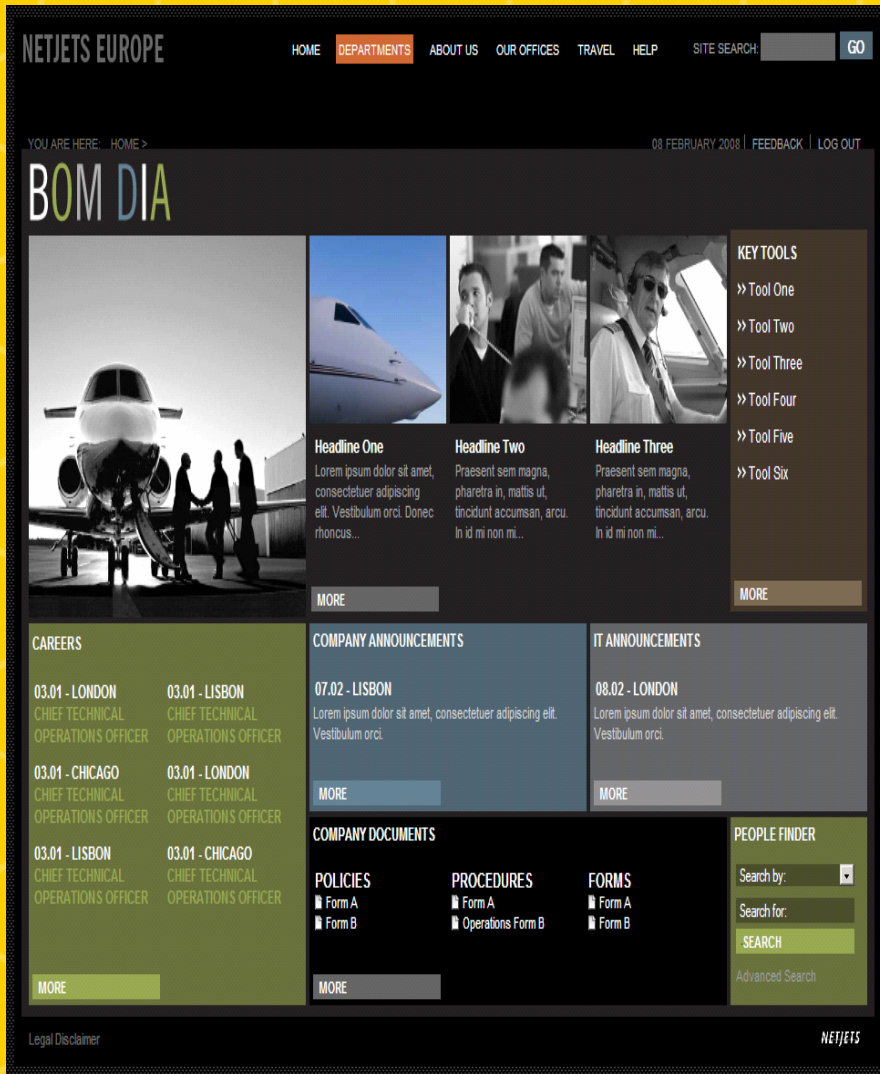 NETJETS EUROPE
HOME DEPARTMENTS ABOUT US OUR OFFICES TRAVEL HELP SITE SEARCH: GO
YOU ARE HERE: HOME > 08 FEBRUARY 2008 | FEEDBACK | LOG OUT
BOM DIA
Headline One
Lorem ipsum dolor sit amet,
consectetuer adipiscing
elit. Vestibulum orci. Donec
rhoncus...
MORE
Headline Two
Praesent sem magna,
pharetra in, mattis ut,
tincidunt accumsan, arcu.
In id mi non mi...
Headline Three
Praesent sem magna,
pharetra in, mattis ut,
tincidunt accumsan, arcu.
In id mi non mi...
KEY TOOLS
>> Tool One
>> Tool Two
>> Tool Three
>> Tool Four
>> Tool Five
>> Tool Six
MORE
CAREERS
03.01 - LONDON
CHIEF TECHNICAL
OPERATIONS OFFICER
03.01 - LISBON
CHIEF TECHNICAL
OPERATIONS OFFICER
03.01 - CHICAGO
CHIEF TECHNICAL
OPERATIONS OFFICER
03.01 - LONDON
CHIEF TECHNICAL
OPERATIONS OFFICER
03.01 - LISBON
CHIEF TECHNICAL
OPERATIONS OFFICER
03.01 - CHICAGO
CHIEF TECHNICAL
OPERATIONS OFFICER
MORE
COMPANY ANNOUNCEMENTS
07.02 - LISBON
Lorem ipsum dolor sit amet, consectetuer adipiscing elit.
Vestibulum orci.
MORE
IT ANNOUNCEMENTS
08.02 - LONDON
Lorem ipsum dolor sit amet, consectetuer adipiscing elit.
Vestibulum orci.
MORE
COMPANY DOCUMENTS
POLICIES
Form A
Form B
PROCEDURES
Form A
Operations Form B
FORMS
Form A
Form B
MORE
PEOPLE FINDER
Search by:
Search for:
SEARCH
Advanced Search
Legal Disclaimer
NETJETS